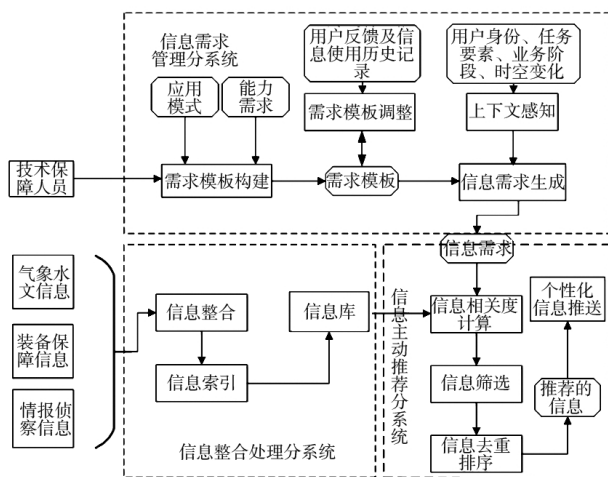 信息需求
管理分系统
用户反馈及信
息使用历史记
录
用户身份、任务
要素、业务阶
段、时空变化
应用
模式
能力
需求
需求模板调整
上下文感知
技术保
障人员
需求模板构建
需求模板
信息需求生成
信息需求
气象水
文信息
装备保
障信息
情报侦
察信息
信息整合
信息索引
信息库
信息整合处理分系统
信息主动推荐分系统
信息相关度
计算
信息筛选
信息去重
排序
个性化
信息推送
推荐的
信息